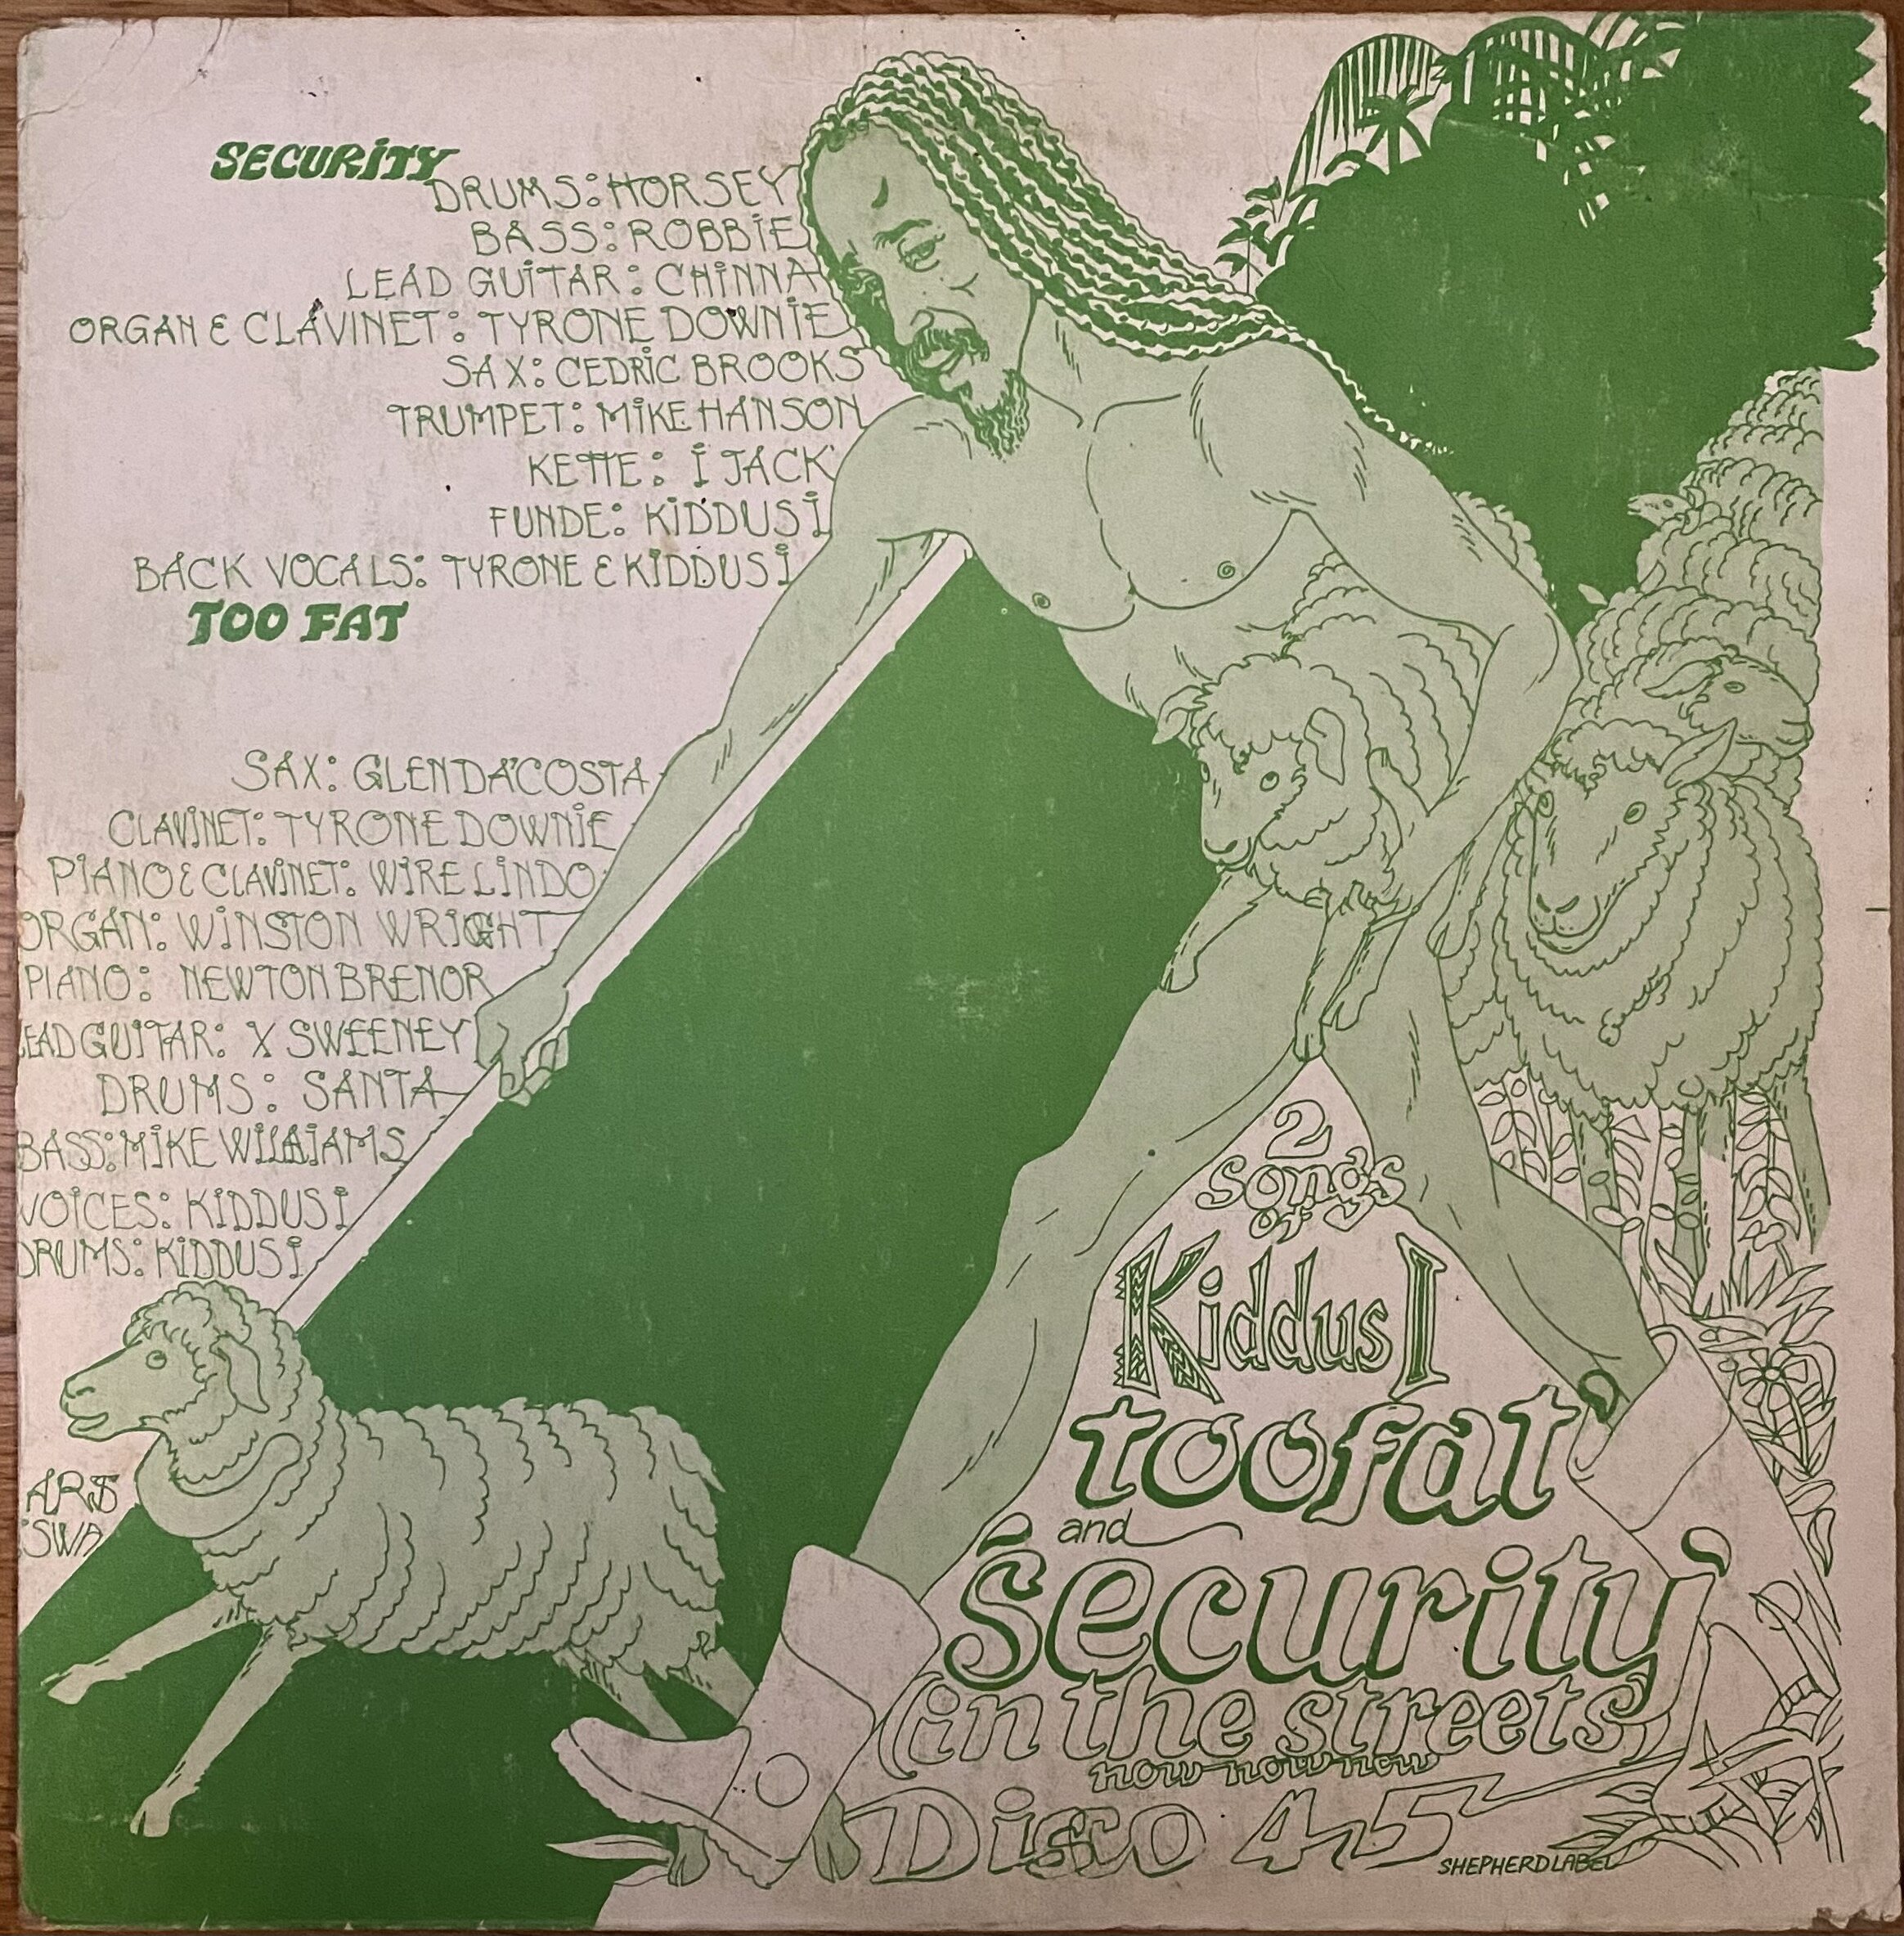 SECURITY
DRUMS: HORSEY
BASS: ROBBIE
LEAD GUITAR: CHINNA
ORGAN & CLAVINET: TYRONE DOWNIE
SAX: CEDRIC BROOKS
TRUMPET: MIKE HANSON
KETTE: I JACK
FUNDE: KIDDUS I
BACK VOCALS: TYRONE & KIDDUS I
TOO FAT
SAX: GLEN DA'COSTA
CLAVINET: TYRONE DOWNIE
PIANO & CLAVINET: WIRE LINDO
ORGAN: WINSTON WRIGHT
PIANO: NEWTON BRENOR
LEAD GUITAR: X SWEENEY
DRUMS: SANTA
BASS: MIKE WILLIAMS
VOICES: KIDDUS I
DRUMS: KIDDUS I
2
songs
of
Kiddus I
too fat
and
Security
(in the streets)
now-now-now
Disco 45
SHEPHERD LABEL